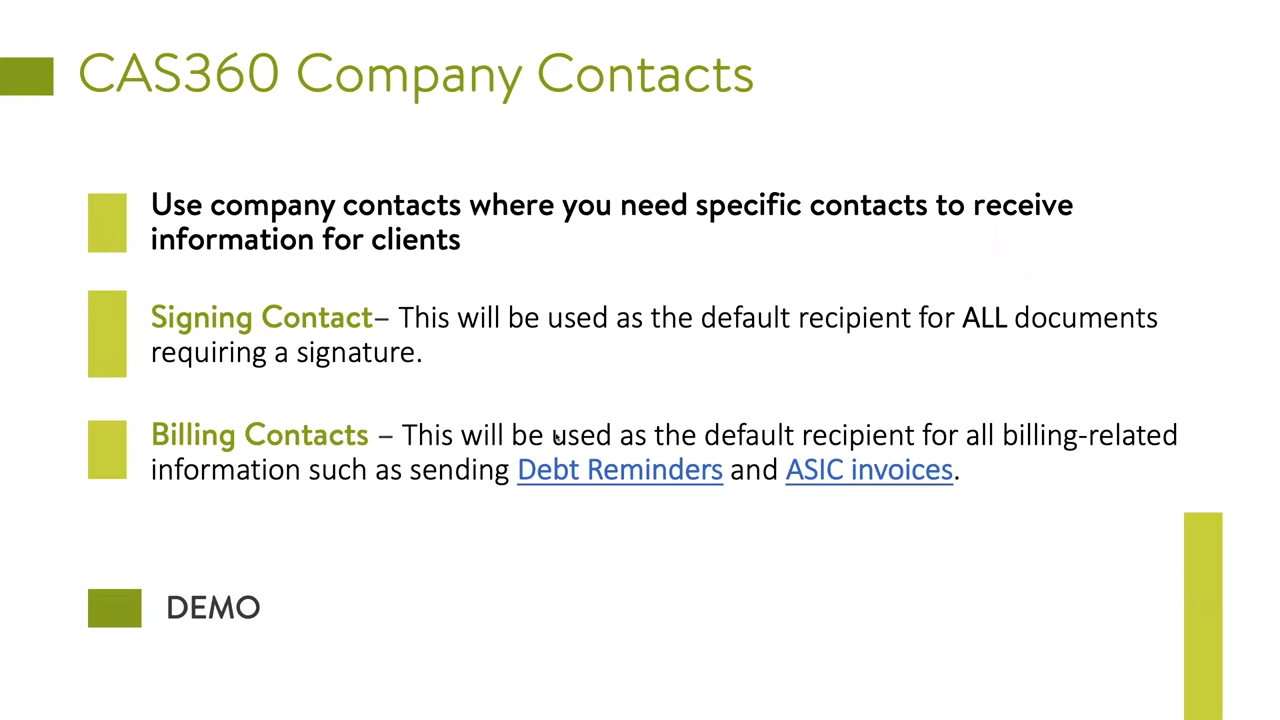 CAS360 Company Contacts
Use company contacts where you need specific contacts to receive
information for clients
Signing Contact– This will be used as the default recipient for ALL documents
requiring a signature.
Billing Contacts – This will be used as the default recipient for all billing-related
information such as sending Debt Reminders and ASIC invoices.
DEMO